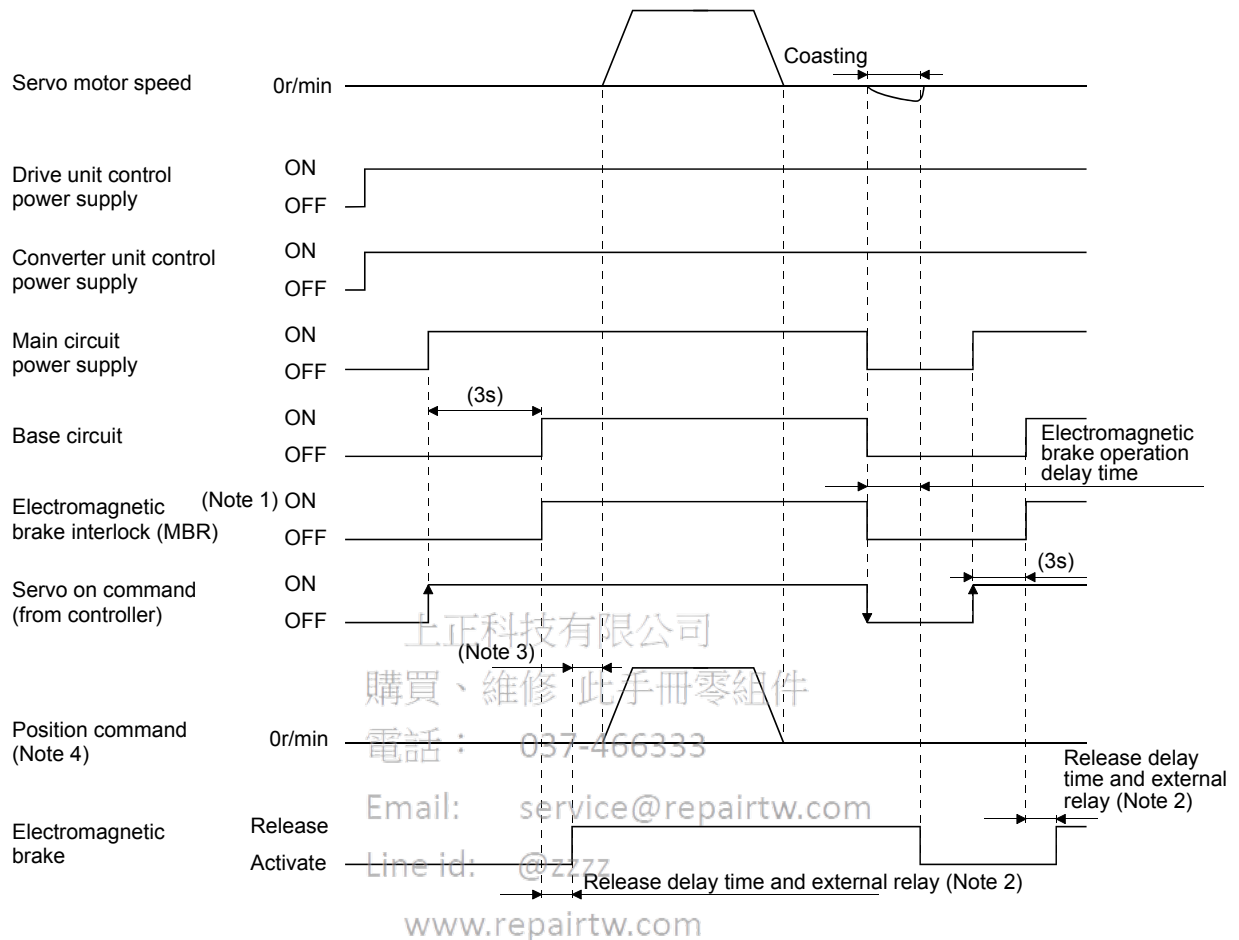 Coasting
Servo motor speed
0r/min
Drive unit control
power supply
ON
OFF
Converter unit control
power supply
ON
OFF
Main circuit
power supply
ON
OFF
(3s)
Base circuit
ON
OFF
Electromagnetic
brake operation
delay time
Electromagnetic
brake interlock (MBR)
(Note 1) ON
OFF
(3s)
Servo on command
(from controller)
ON
OFF
上正科技有限公司
(Note 3)
購買、維修 此手冊零組件
Position command
(Note 4)
0r/min
電話： 037-466333
Release delay
time and external
relay (Note 2)
Email: service@repairtw.com
Electromagnetic
brake
Release
Activate
Line id: @zzzz
Release delay time and external relay (Note 2)
www.repairtw.com